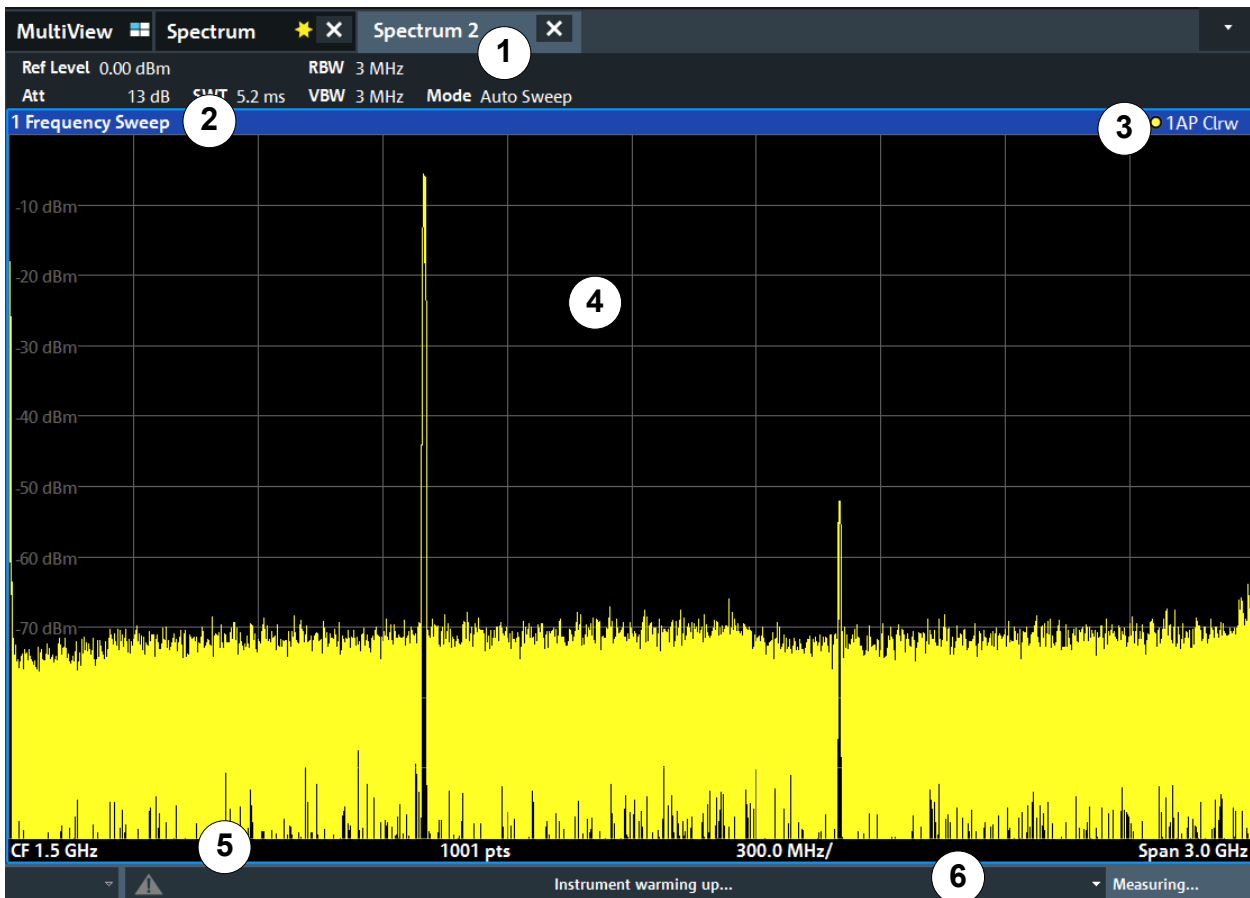 MultiView Spectrum Spectrum 2
1
Ref Level 0.00 dBm RBW 3 MHz
Att 13 dB SWT 5.2 ms VBW 3 MHz Mode Auto Sweep
1 Frequency Sweep 2 3 1AP Clrw
-10 dBm
-20 dBm
4
-30 dBm
-40 dBm
-50 dBm
-60 dBm
-70 dBm
CF 1.5 GHz 5 1001 pts 300.0 MHz/ Span 3.0 GHz
Instrument warming up... 6 Measuring...